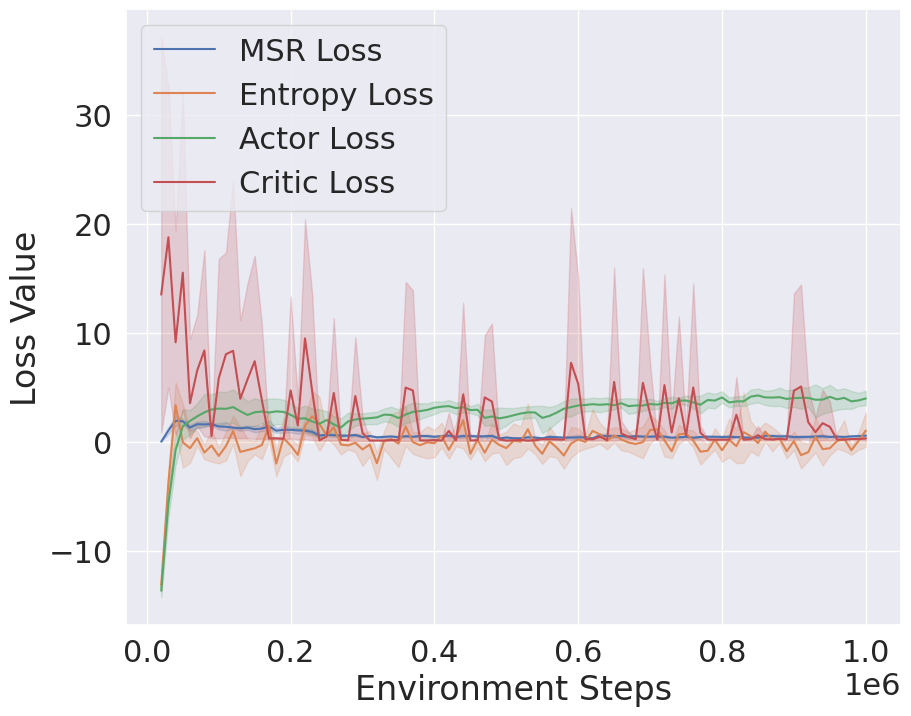 MSR Loss
Entropy Loss
Actor Loss
Critic Loss
Loss Value
30
20
10
0
−10
0.0 0.2 0.4 0.6 0.8 1.0
1e6
Environment Steps